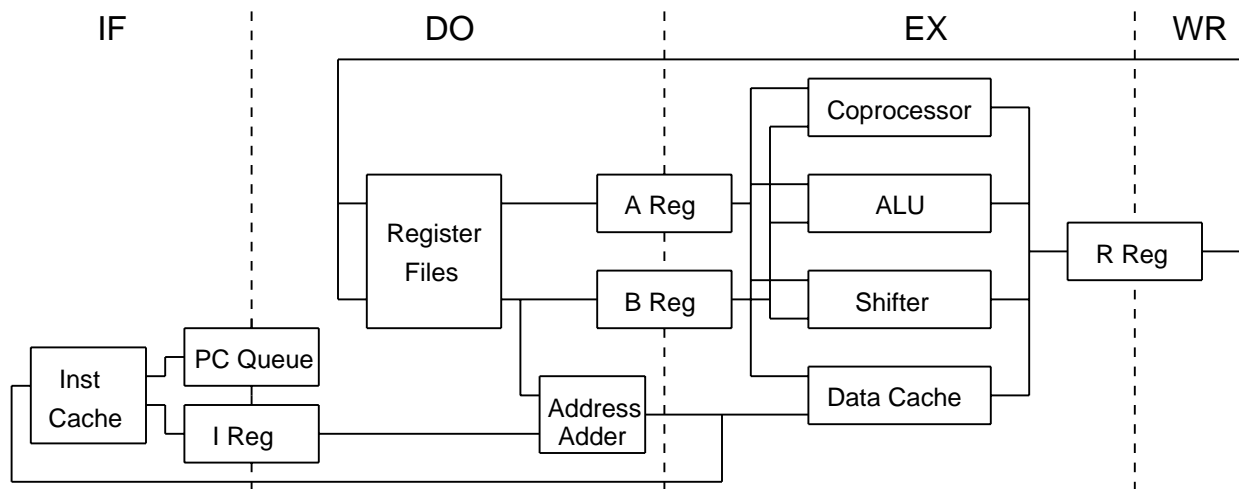 IF
DO
EX
WR
Coprocessor
A Reg
ALU
Register
Files
R Reg
B Reg
Shifter
PC Queue
Inst
Cache
Data Cache
Address
Adder
I Reg